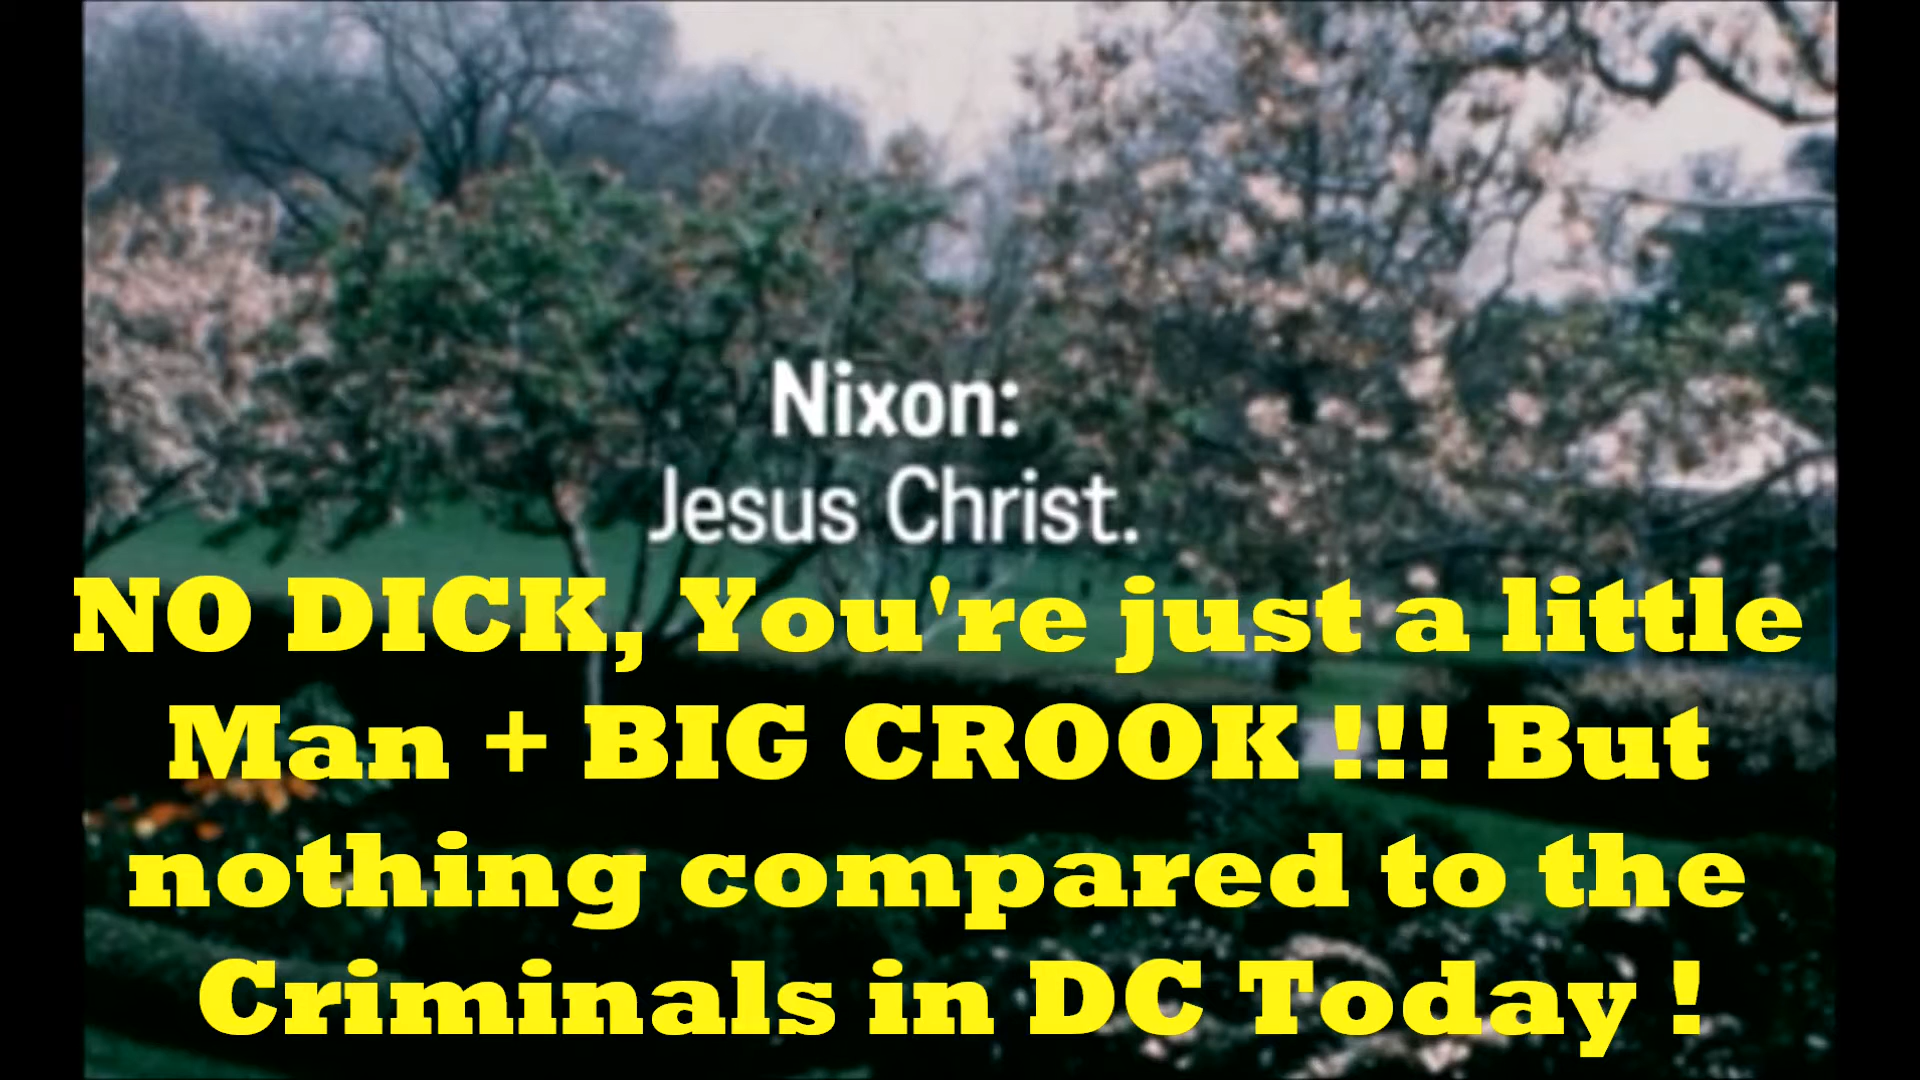 Nixon:
Jesus Christ.
NO DICK, You're just a little
Man + BIG CROOK !!! But
nothing compared to the
Criminals in DC Today !